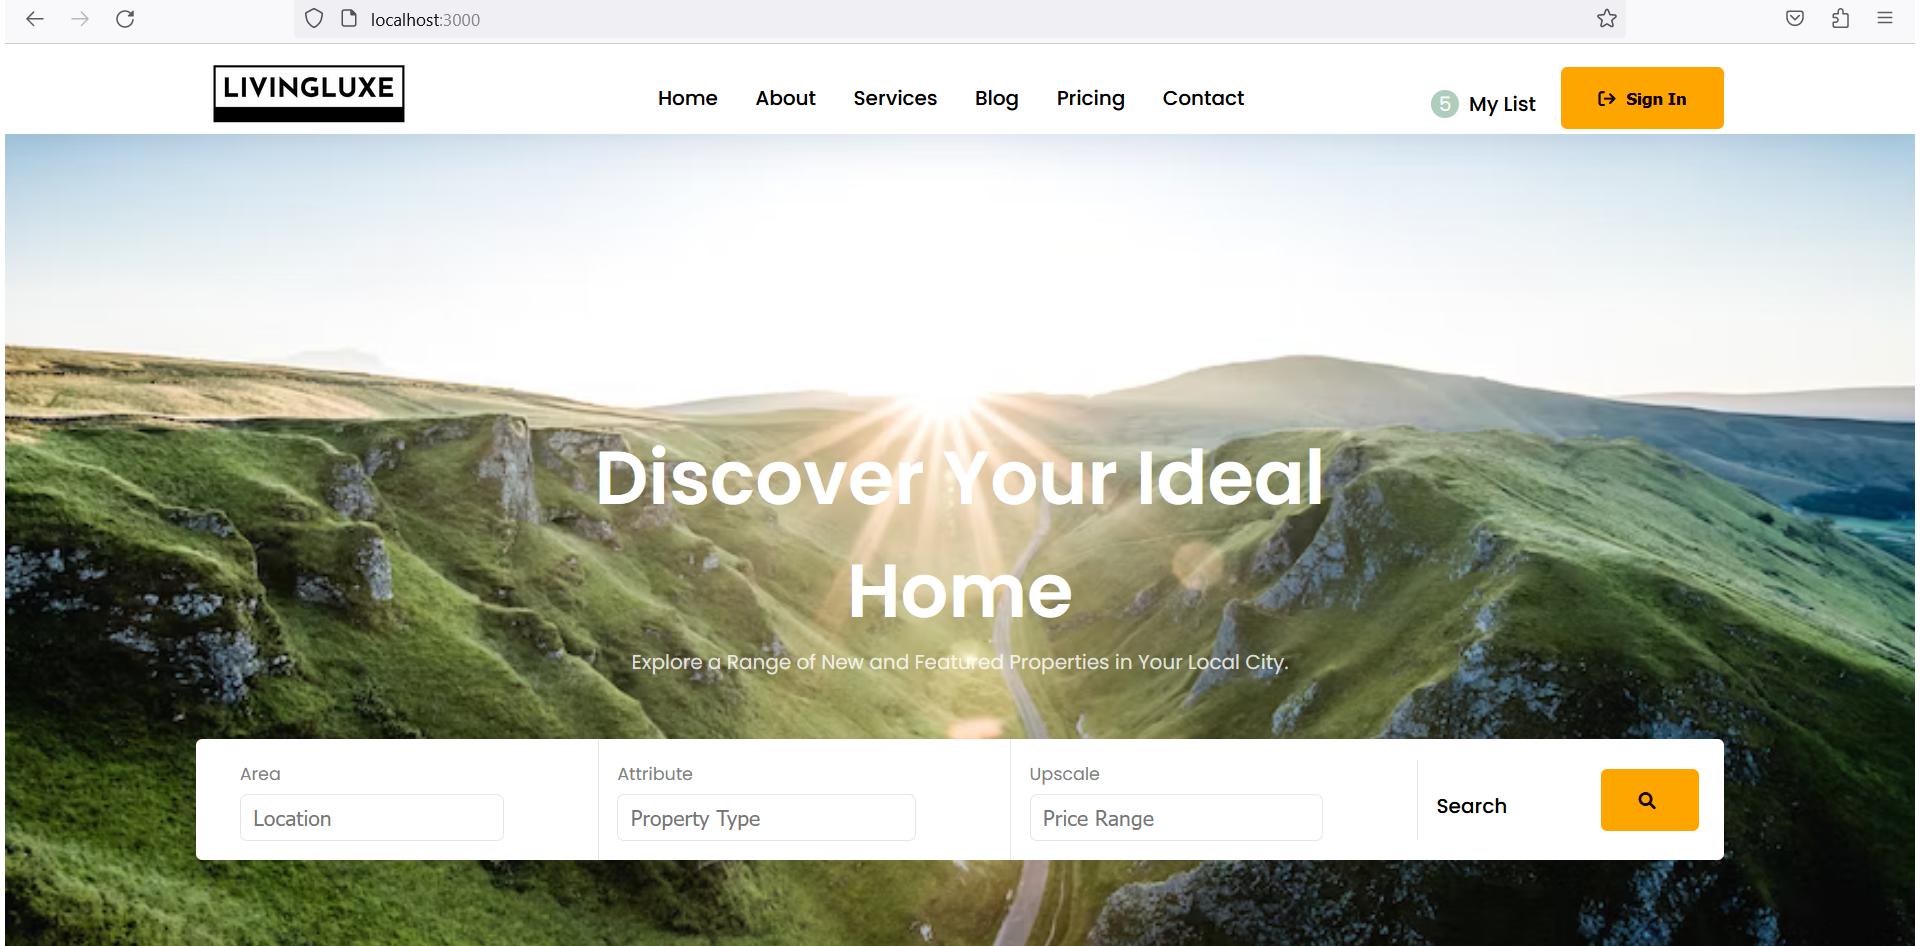 localhost:3000
LIVINGLUXE
Home About Services Blog Pricing Contact
5 My List
Sign In
Discover Your Ideal
Home
Explore a Range of New and Featured Properties in Your Local City.
Area
Location
Attribute
Property Type
Upscale
Price Range
Search